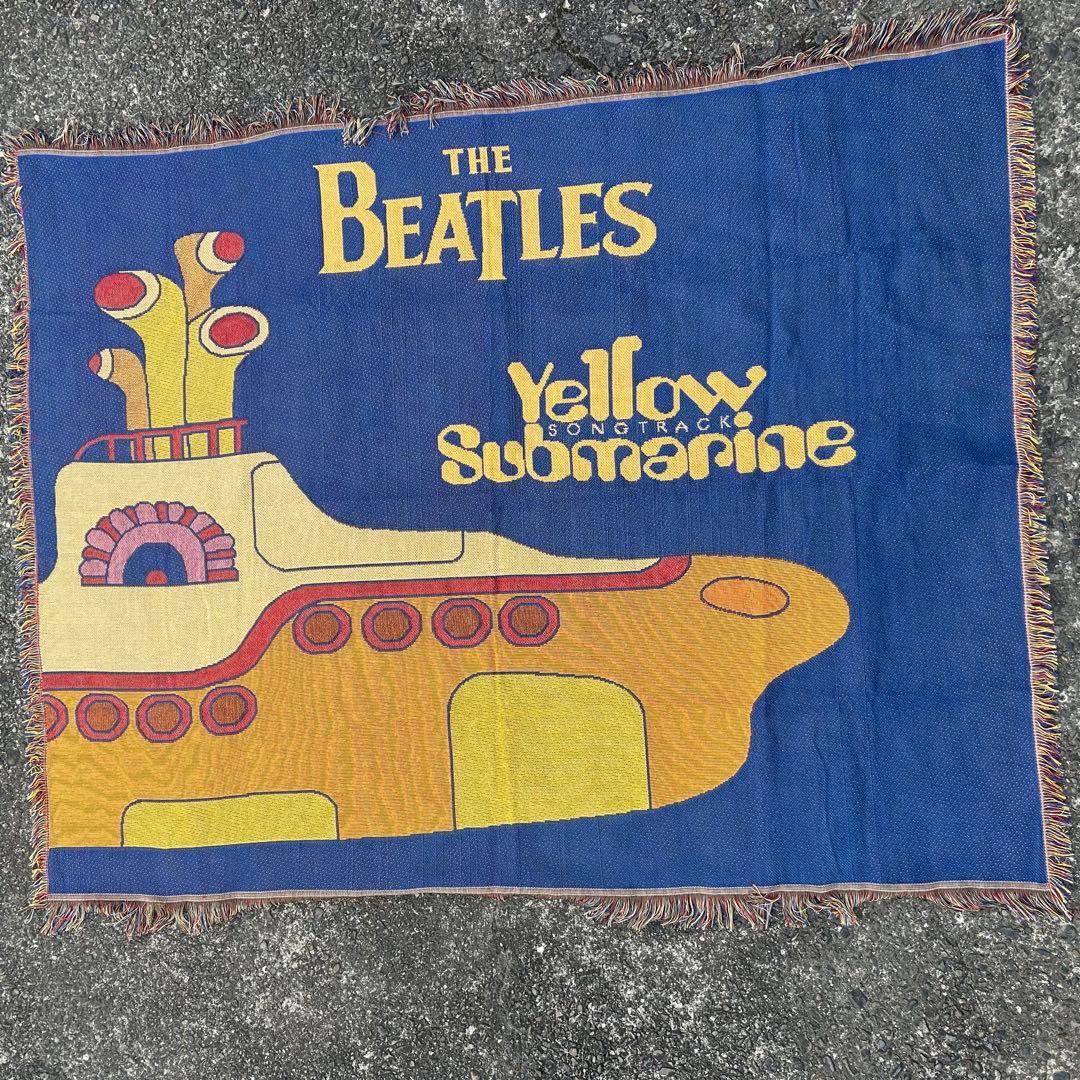 THE
BEATLES
Yellow
SONGTRACK
Submarine